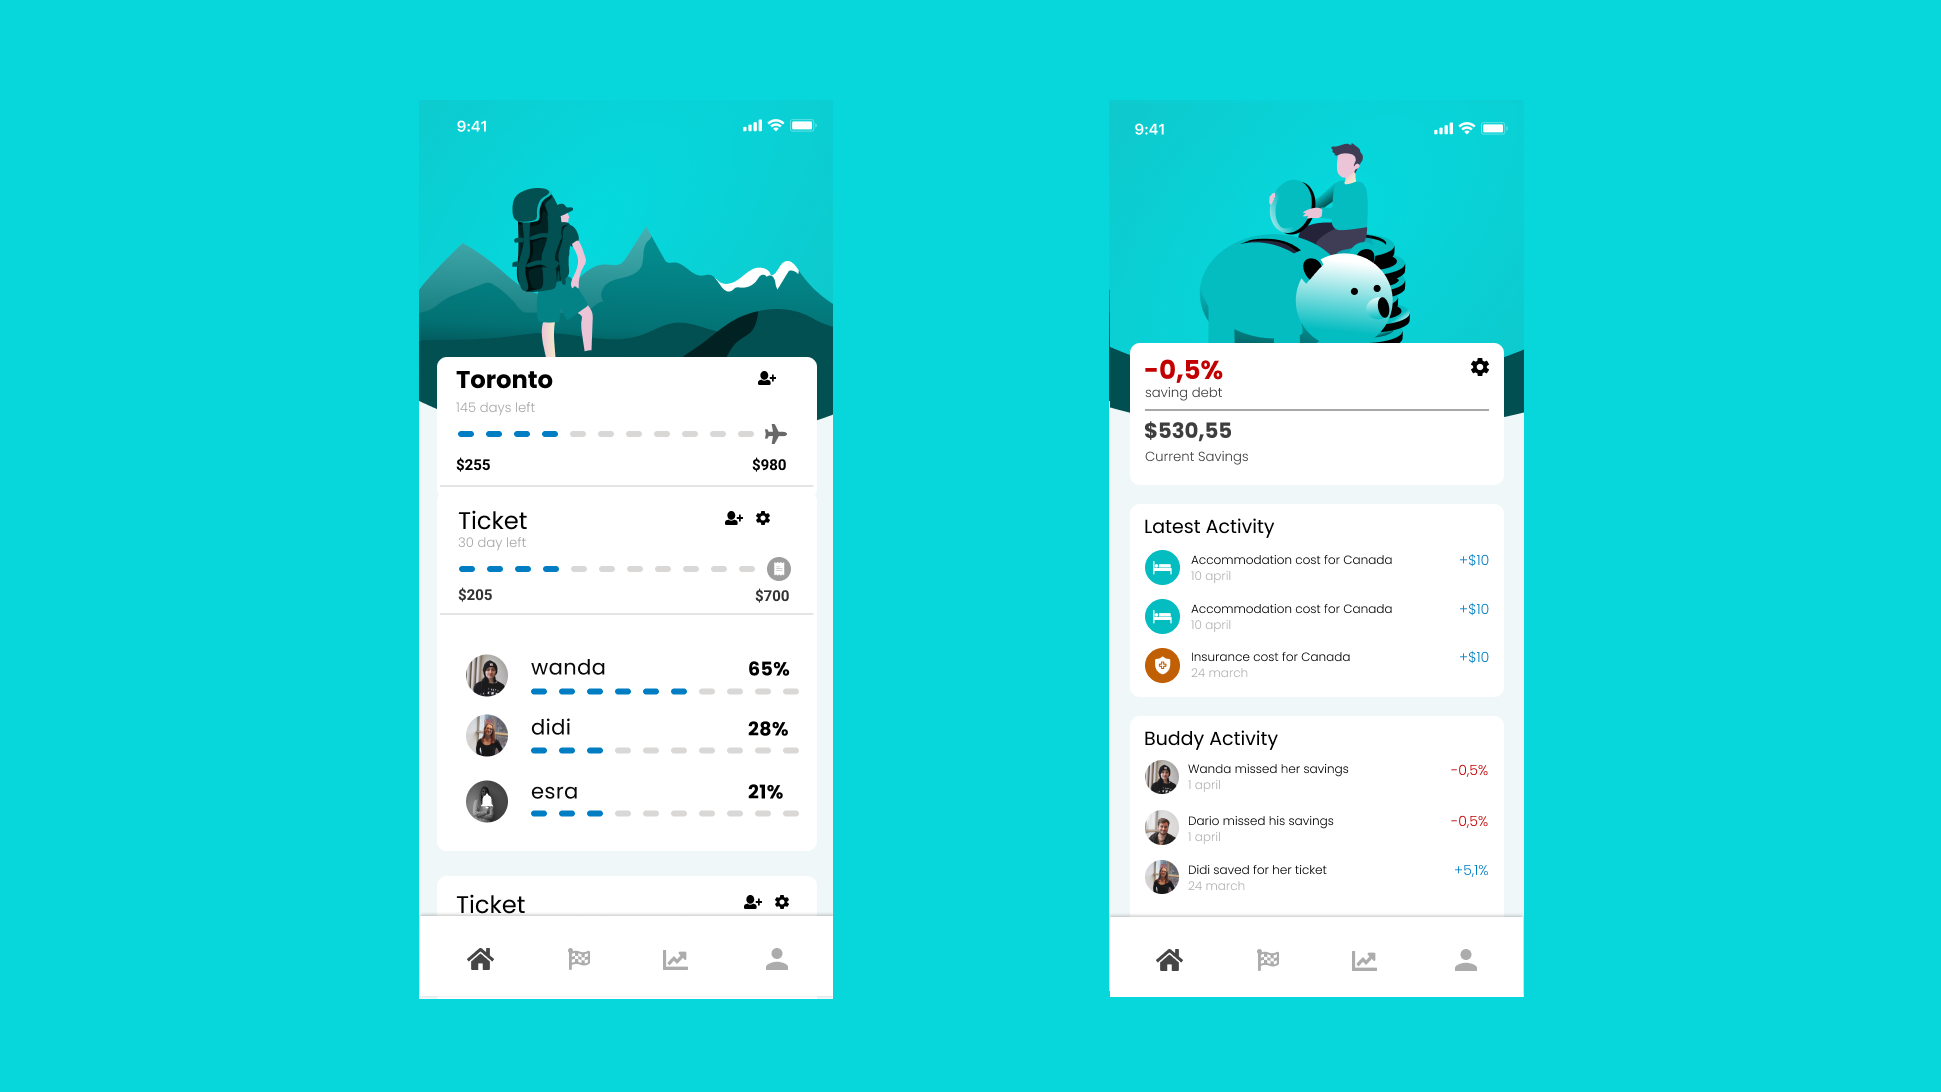 9:41
Toronto
145 days left
$255 $980
Ticket
30 day left
$205 $700
wanda 65%
didi 28%
esra 21%
Ticket
9:41
-0,5%
saving debt
$530,55
Current Savings
Latest Activity
Accommodation cost for Canada +$10
10 april
Accommodation cost for Canada +$10
10 april
Insurance cost for Canada +$10
24 march
Buddy Activity
Wanda missed her savings -0,5%
1 april
Dario missed his savings -0,5%
1 april
Didi saved for her ticket +5,1%
24 march